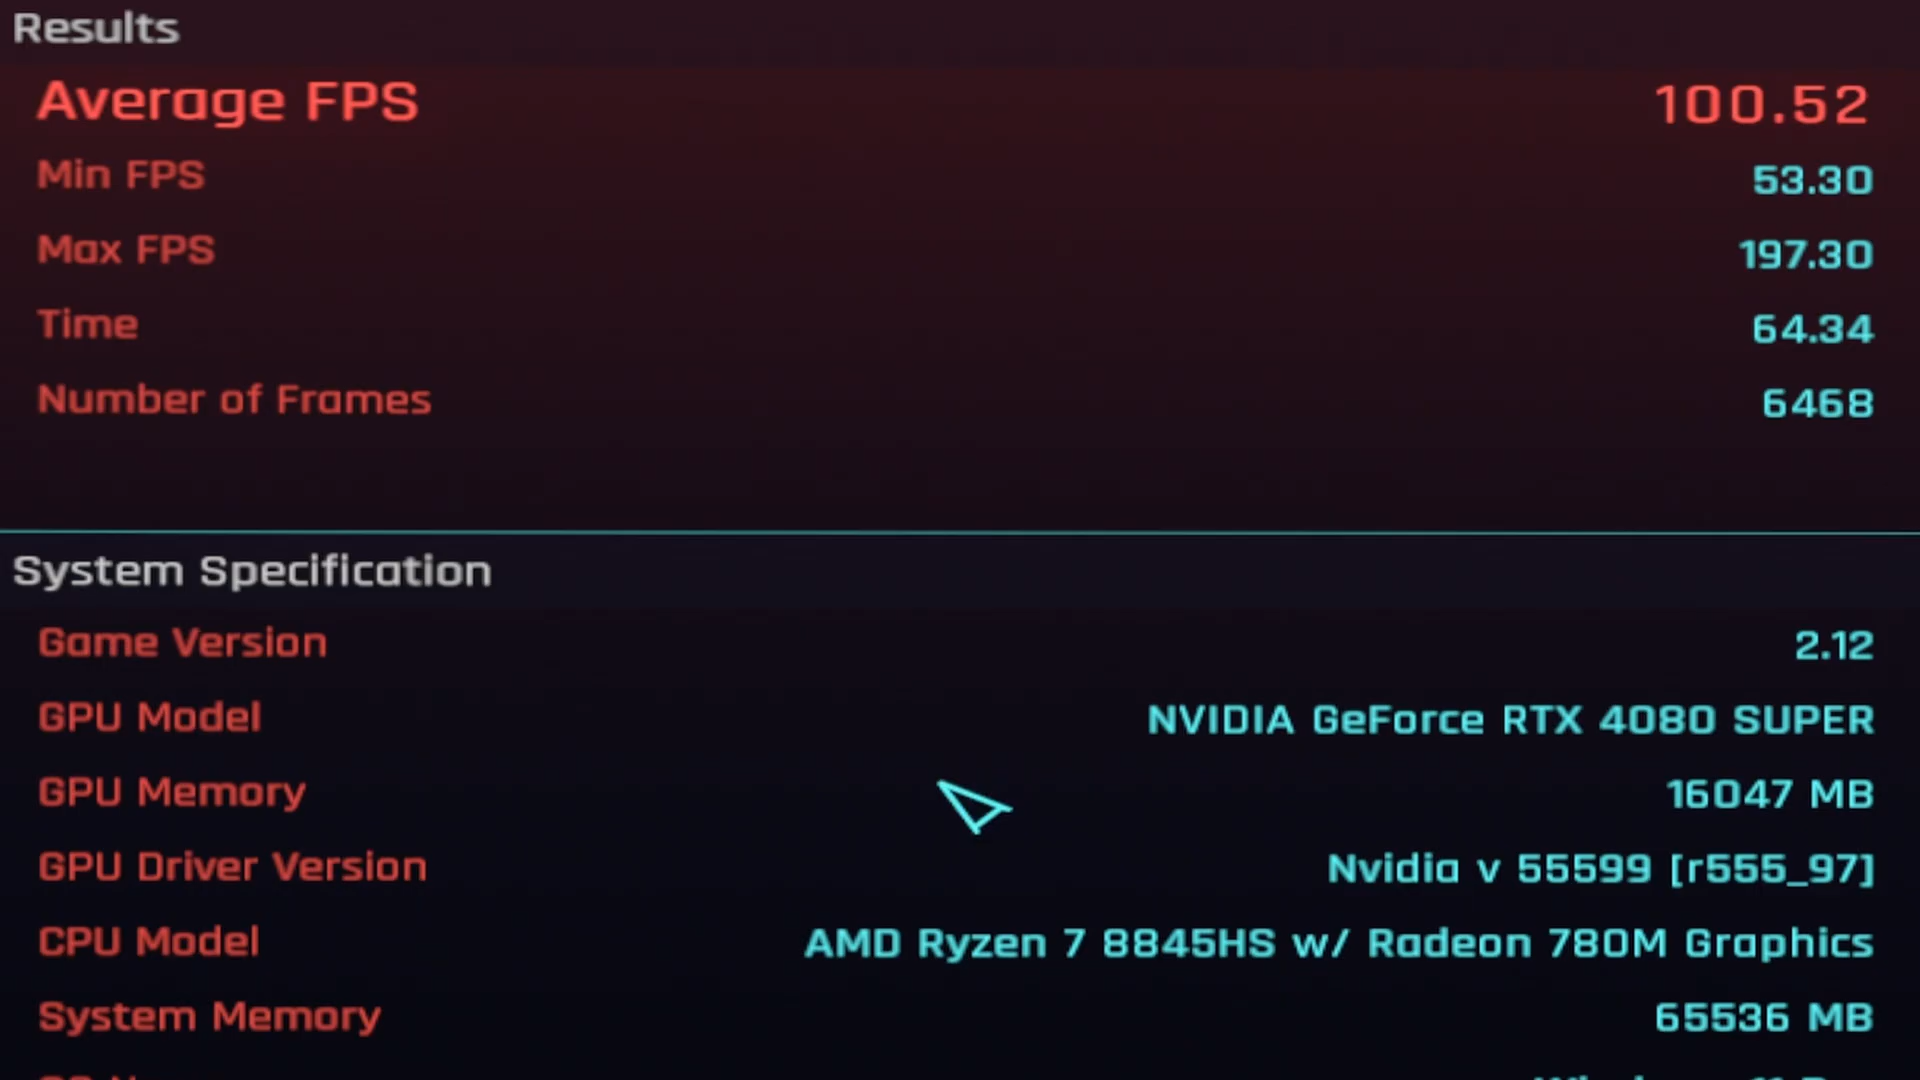 Results
Average FPS 100.52
Min FPS 53.30
Max FPS 197.30
Time 64.34
Number of Frames 6468
System Specification
Game Version 2.12
GPU Model NVIDIA GeForce RTX 4080 SUPER
GPU Memory 16047 MB
GPU Driver Version Nvidia v 55599 [r555_97]
CPU Model AMD Ryzen 7 8845HS w/ Radeon 780M Graphics
System Memory 65536 MB